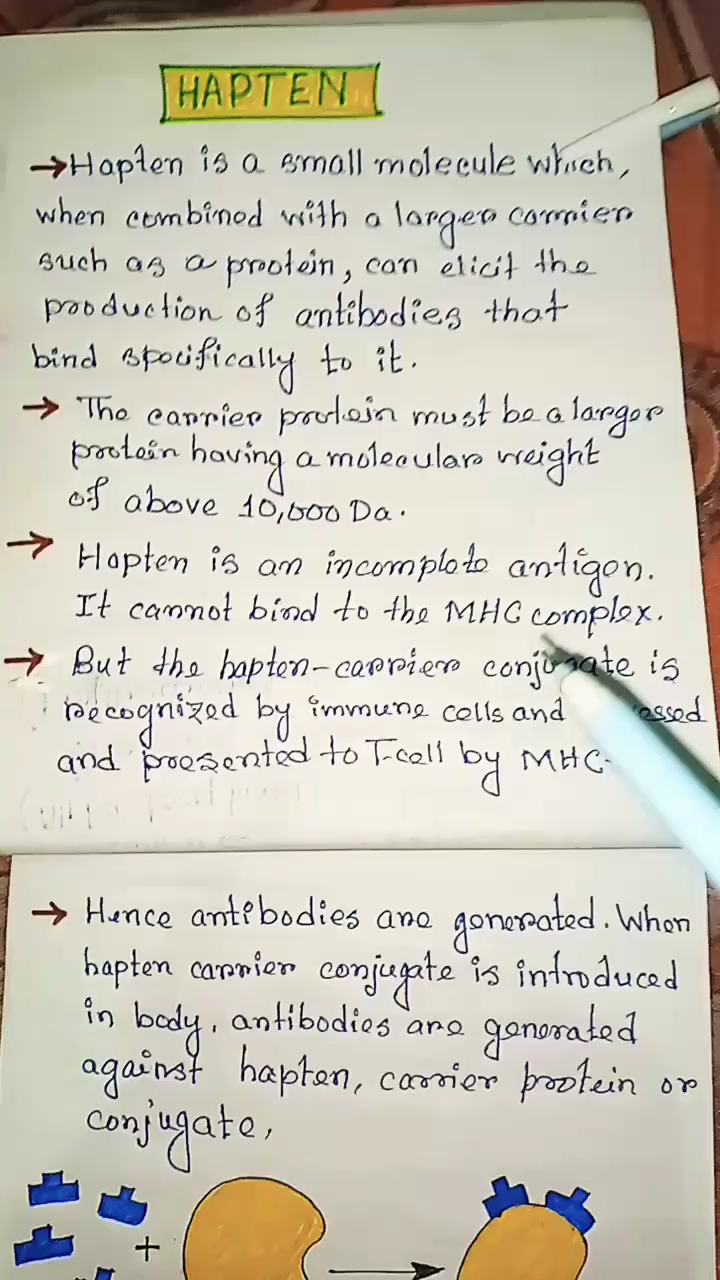 HAPTEN
→ Hapten is a small molecule which,
when combined with a larger carrier
such as a protein, can elicit the
production of antibodies that
bind specifically to it.
→ The carrier protein must be a larger
protein having a molecular weight
of above 10,000 Da.
→ Hapten is an incomplete antigen.
It cannot bind to the MHC complex.
→ But the hapten-carrier conjugate is
recognized by immune cells and
and presented to T-cell by MHC.
→ Hence antibodies are generated. When
hapten carrier conjugate is introduced
in body, antibodies are generated
against hapten, carrier protein or
conjugate,
+